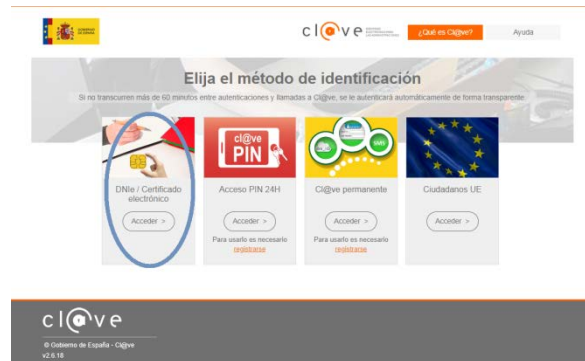 cl@ve
¿Qué es Cl@ve?
Ayuda
Elija el método de identificación
Si no transcurren más de 60 minutos entre autenticaciones y llamadas a Cl@ve, se le autenticará automáticamente de forma transparente.
cl@ve
PIN
SMS
DNIe / Certificado
electrónico
Acceder >
Acceso PIN 24H
Acceder >
Para usarlo es necesario
registrarse
Cl@ve permanente
Acceder >
Para usarlo es necesario
registrarse
Ciudadanos UE
Acceder >
cl@ve
© Gobierno de España - Cl@ve
v2.6.18